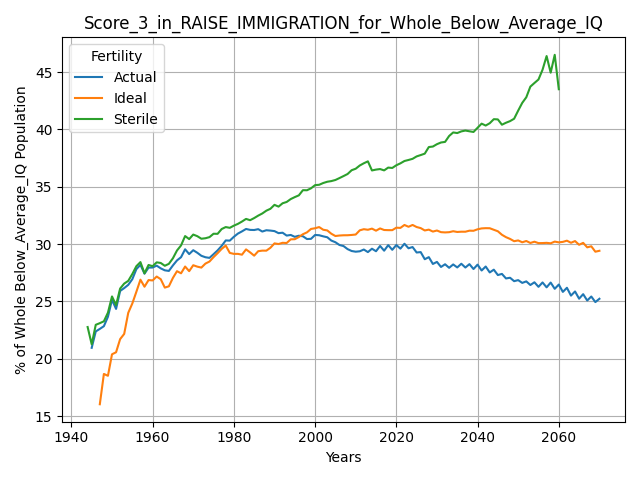 Score_3_in_RAISE_IMMIGRATION_for_Whole_Below_Average_IQ
Fertility
Actual
Ideal
Sterile
% of Whole Below_Average_IQ Population
45
40
35
30
25
20
15
1940
1960
1980
2000
2020
2040
2060
Years